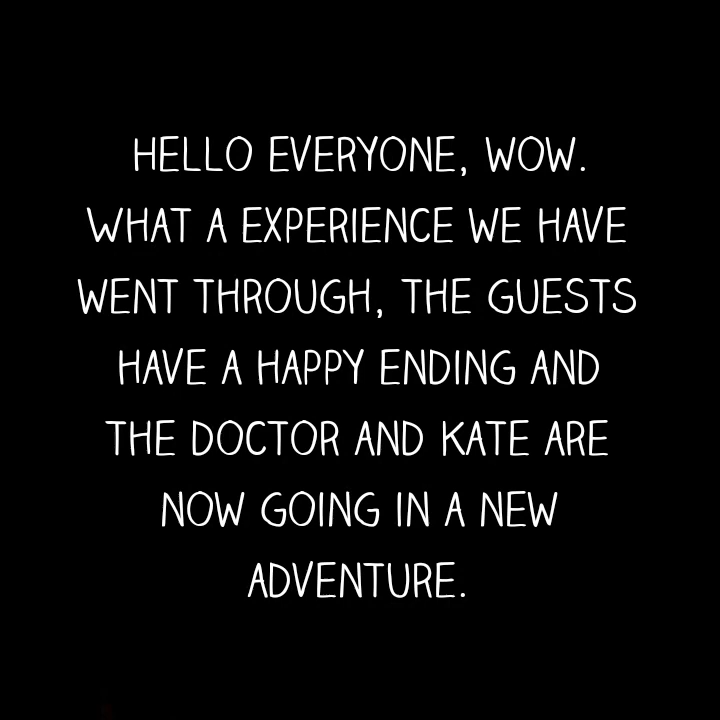 HELLO EVERYONE, WOW.
WHAT A EXPERIENCE WE HAVE
WENT THROUGH, THE GUESTS
HAVE A HAPPY ENDING AND
THE DOCTOR AND KATE ARE
NOW GOING IN A NEW
ADVENTURE.